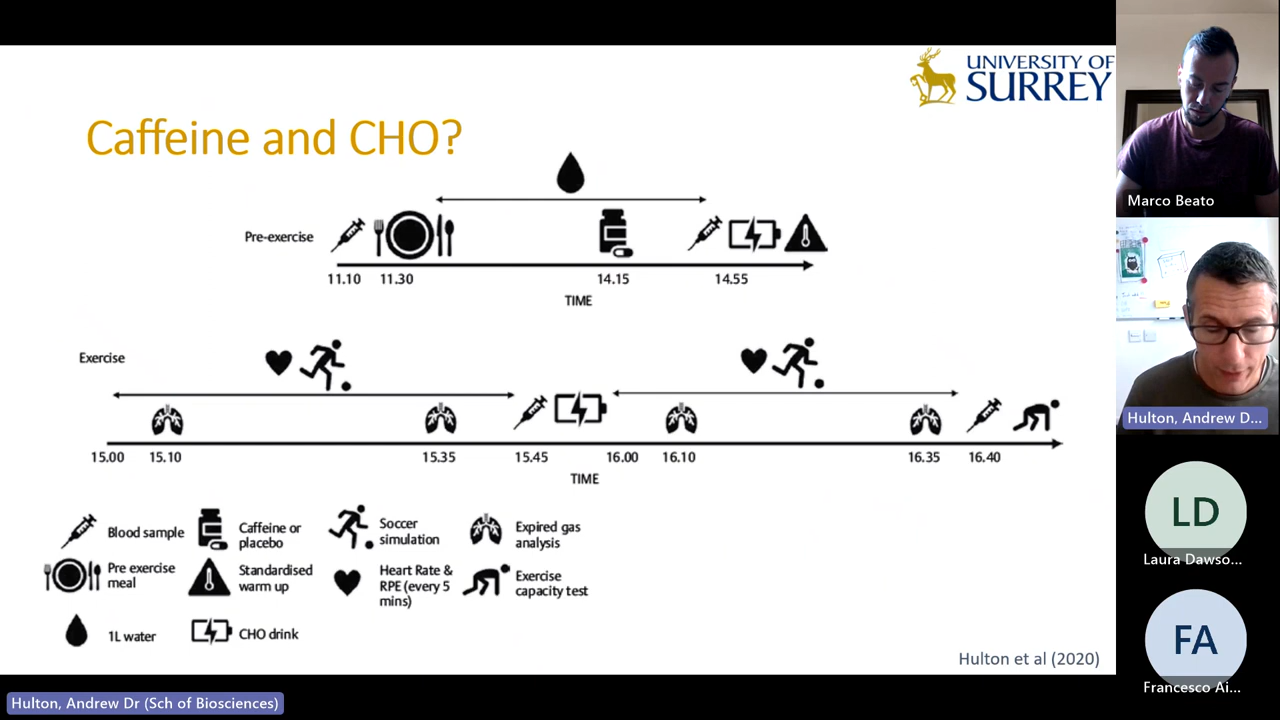 UNIVERSITY OF
SURREY
Caffeine and CHO?
Pre-exercise
11.10 11.30 14.15 14.55
TIME
Exercise
15.00 15.10 15.35 15.45 16.00 16.10 16.35 16.40
TIME
Blood sample
Caffeine or
placebo
Soccer
simulation
Expired gas
analysis
Pre exercise
meal
Standardised
warm up
Heart Rate &
RPE (every 5
mins)
Exercise
capacity test
1L water
CHO drink
Hulton et al (2020)
Hulton, Andrew Dr (Sch of Biosciences)
Marco Beato
Hulton, Andrew D...
LD
Laura Dawso...
FA
Francesco Ai...